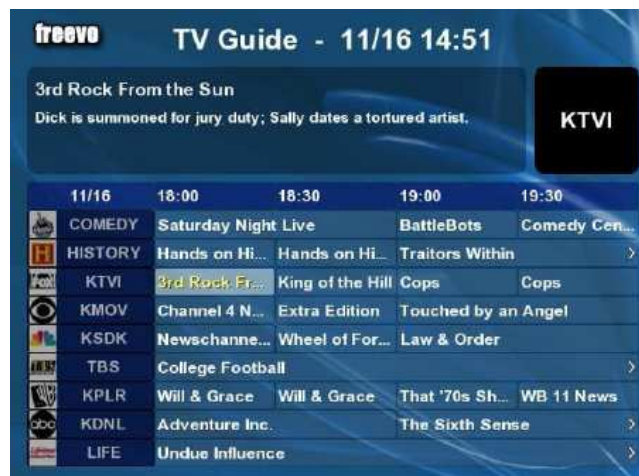 freevo
TV Guide - 11/16 14:51
3rd Rock From the Sun
Dick is summoned for jury duty; Sally dates a tortured artist.
KTVI
11/16 18:00 18:30 19:00 19:30
COMEDY Saturday Night Live BattleBots Comedy Cen...
H HISTORY Hands on Hi... Hands on Hi... Traitors Within
FOX KTVI 3rd Rock Fr... King of the Hill Cops Cops
KMOV Channel 4 N... Extra Edition Touched by an Angel
KSDK Newschanne... Wheel of For... Law & Order
TBS College Football
KPLR Will & Grace Will & Grace That '70s Sh... WB 11 News
abc KDNL Adventure Inc. The Sixth Sense
LIFE Undue Influence